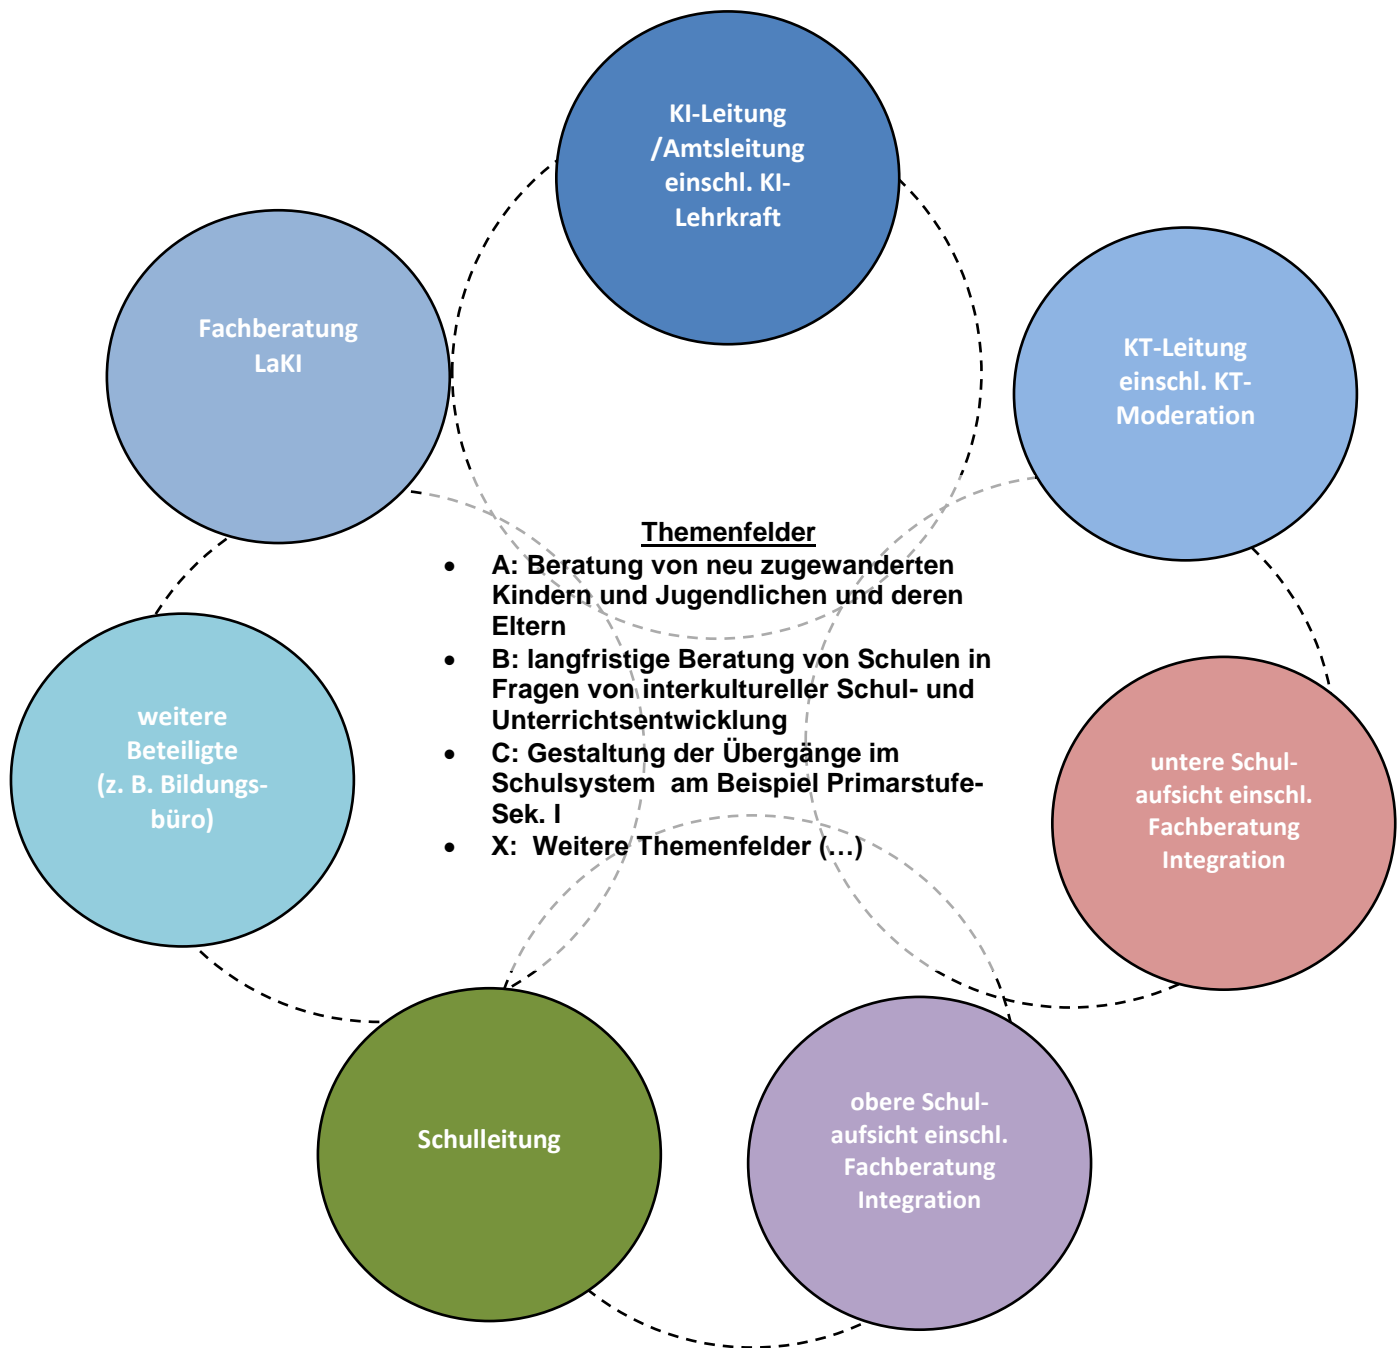 KI-Leitung
/Amtsleitung
einschl. KI-
Lehrkraft
Fachberatung
LaKI
KT-Leitung
einschl. KT-
Moderation
Themenfelder
• A: Beratung von neu zugewanderten
Kindern und Jugendlichen und deren
Eltern
• B: langfristige Beratung von Schulen in
Fragen von interkultureller Schul- und
Unterrichtsentwicklung
• C: Gestaltung der Übergänge im
Schulsystem am Beispiel Primarstufe-
Sek. I
• X: Weitere Themenfelder (…)
weitere
Beteiligte
(z. B. Bildungs-
büro)
untere Schul-
aufsicht einschl.
Fachberatung
Integration
Schulleitung
obere Schul-
aufsicht einschl.
Fachberatung
Integration